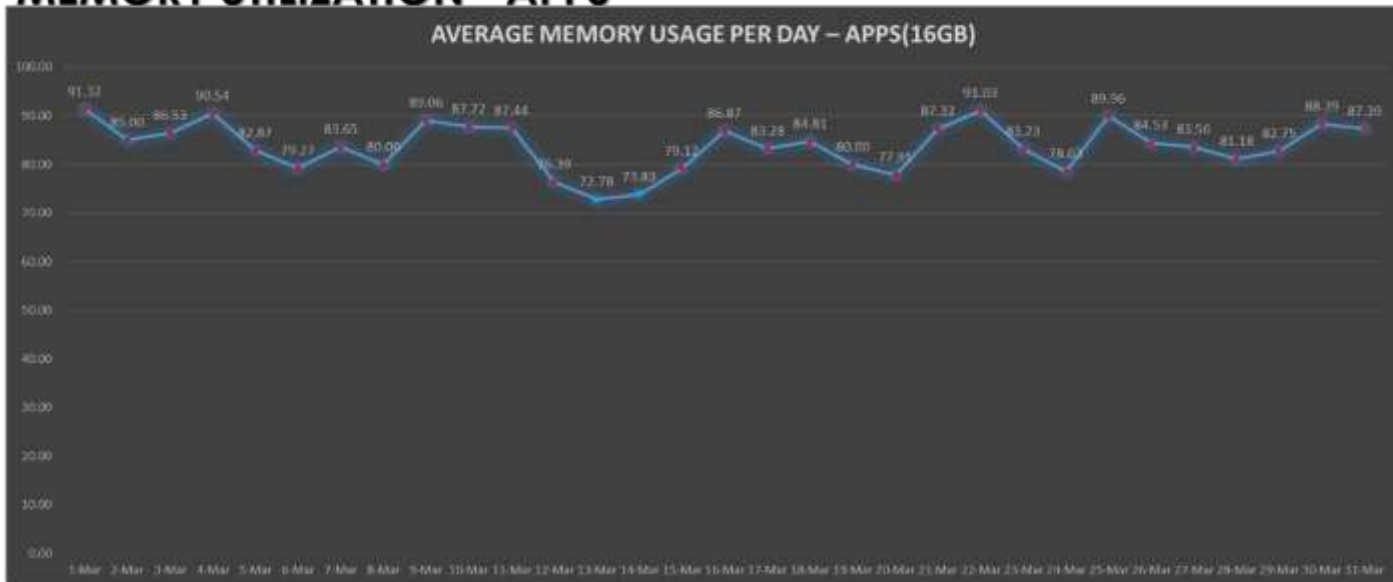 MEMORY UTILIZATION - APPS
AVERAGE MEMORY USAGE PER DAY – APPS(16GB)
100.00
90.00
80.00
70.00
60.00
50.00
40.00
30.00
20.00
10.00
0.00
91.32 85.00 86.53 90.54 82.87 79.27 83.65 80.00 89.06 87.77 87.44 76.39 72.78 73.83 79.12 86.87 83.28 84.81 80.00 87.32 91.03 83.23 89.96 84.57 83.56 81.18 82.75 88.39 87.39
1-Mar 2-Mar 3-Mar 4-Mar 5-Mar 6-Mar 7-Mar 8-Mar 9-Mar 10-Mar 11-Mar 12-Mar 13-Mar 14-Mar 15-Mar 16-Mar 17-Mar 18-Mar 19-Mar 20-Mar 21-Mar 22-Mar 23-Mar 24-Mar 25-Mar 26-Mar 27-Mar 28-Mar 29-Mar 30-Mar 31-Mar